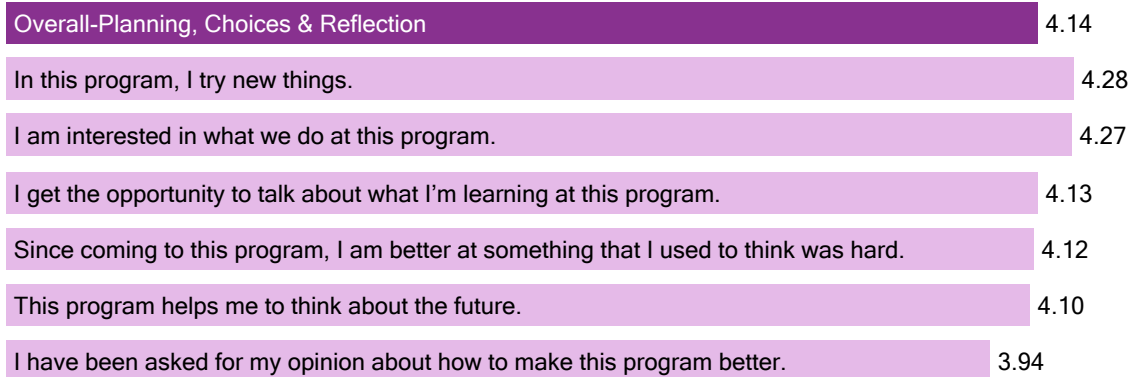 Overall-Planning, Choices & Reflection 4.14
In this program, I try new things. 4.28
I am interested in what we do at this program. 4.27
I get the opportunity to talk about what I’m learning at this program. 4.13
Since coming to this program, I am better at something that I used to think was hard. 4.12
This program helps me to think about the future. 4.10
I have been asked for my opinion about how to make this program better. 3.94